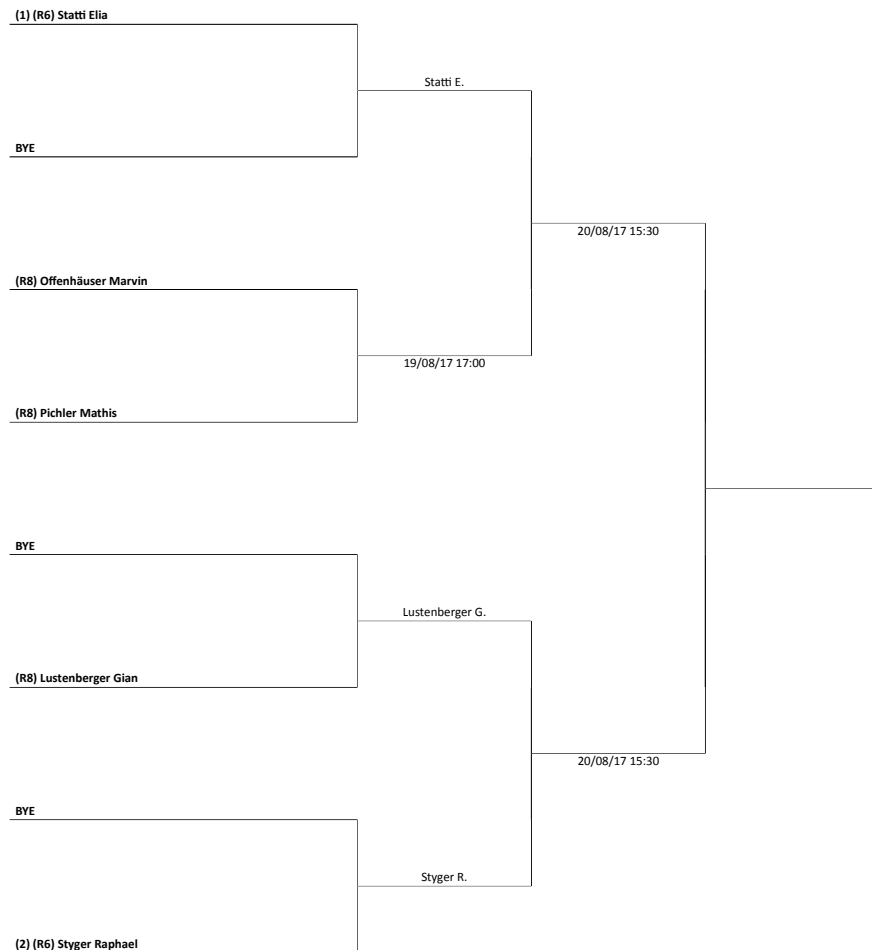 (1) (R6) Statti Elia
Statti E.
BYE
20/08/17 15:30
(R8) Offenhäuser Marvin
19/08/17 17:00
(R8) Pichler Mathis
BYE
Lustenberger G.
(R8) Lustenberger Gian
20/08/17 15:30
BYE
Styger R.
(2) (R6) Styger Raphael